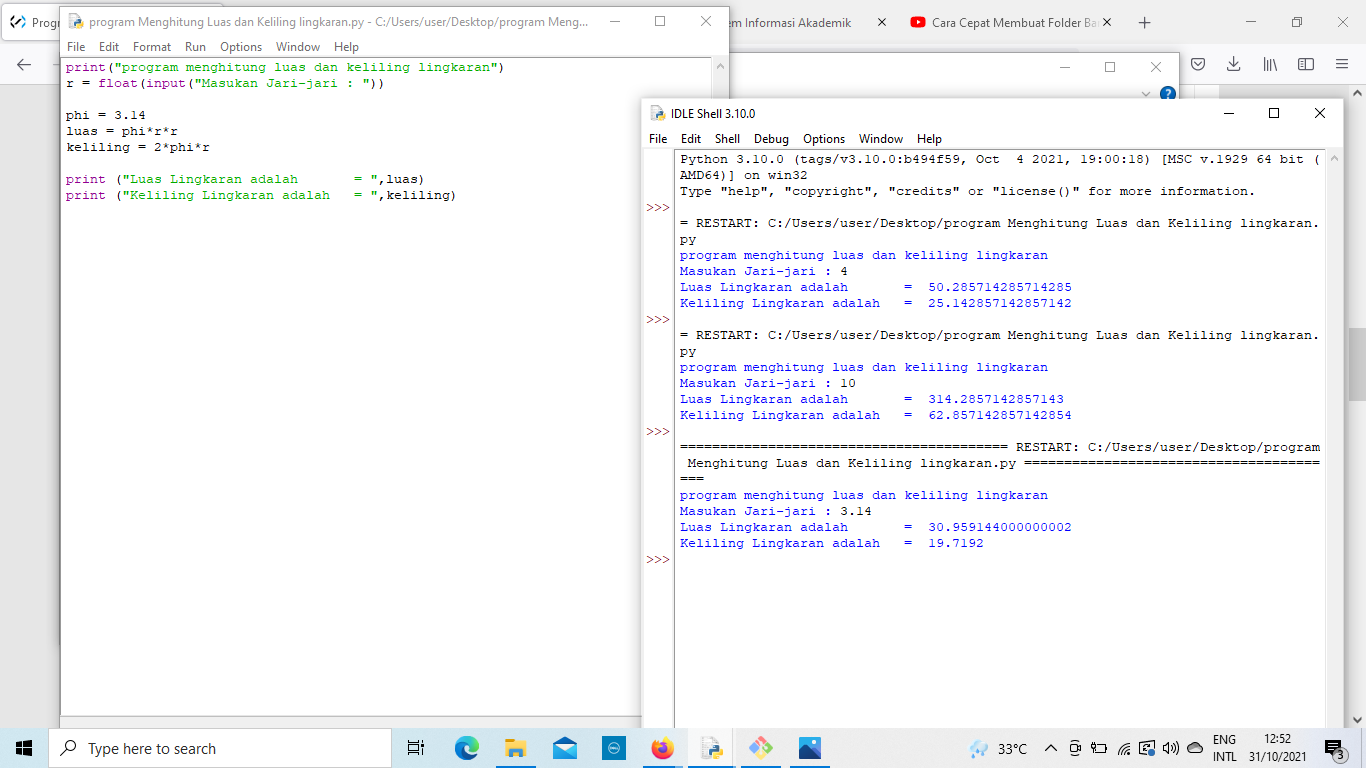 Progr
em Informasi Akademik
Cara Cepat Membuat Folder Ba
program Menghitung Luas dan Keliling lingkaran.py - C:/Users/user/Desktop/program Meng...
File Edit Format Run Options Window Help
print("program menghitung luas dan keliling lingkaran")
r = float(input("Masukan Jari-jari : "))
phi = 3.14
luas = phi*r*r
keliling = 2*phi*r
print ("Luas Lingkaran adalah       = ",luas)
print ("Keliling Lingkaran adalah   = ",keliling)
IDLE Shell 3.10.0
File Edit Shell Debug Options Window Help
Python 3.10.0 (tags/v3.10.0:b494f59, Oct  4 2021, 19:00:18) [MSC v.1929 64 bit (
AMD64)] on win32
Type "help", "copyright", "credits" or "license()" for more information.
>>>
= RESTART: C:/Users/user/Desktop/program Menghitung Luas dan Keliling lingkaran.
py
program menghitung luas dan keliling lingkaran
Masukan Jari-jari : 4
Luas Lingkaran adalah       =  50.285714285714285
Keliling Lingkaran adalah   =  25.142857142857142
>>>
= RESTART: C:/Users/user/Desktop/program Menghitung Luas dan Keliling lingkaran.
py
program menghitung luas dan keliling lingkaran
Masukan Jari-jari : 10
Luas Lingkaran adalah       =  314.2857142857143
Keliling Lingkaran adalah   =  62.857142857142854
>>>
========================================= RESTART: C:/Users/user/Desktop/program
 Menghitung Luas dan Keliling lingkaran.py =====================================
===
program menghitung luas dan keliling lingkaran
Masukan Jari-jari : 3.14
Luas Lingkaran adalah       =  30.959144000000002
Keliling Lingkaran adalah   =  19.7192
>>>
Type here to search
33°C
ENG
INTL
12:52
31/10/2021
3